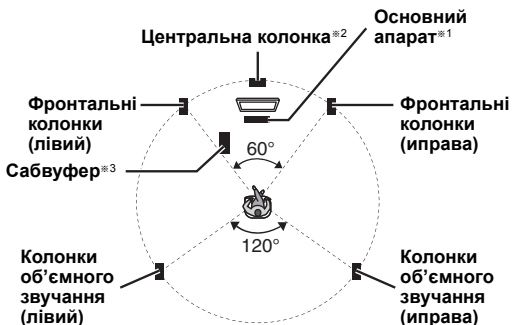 Основний
апарат※1
Центральна колонка※2
Фронтальні
колонки
(лівий)
Фронтальні
колонки
(иправа)
Сабвуфер※3
60°
120°
Колонки
об’ємного
звучання
(лівий)
Колонки
об’ємного
звучання
(иправа)